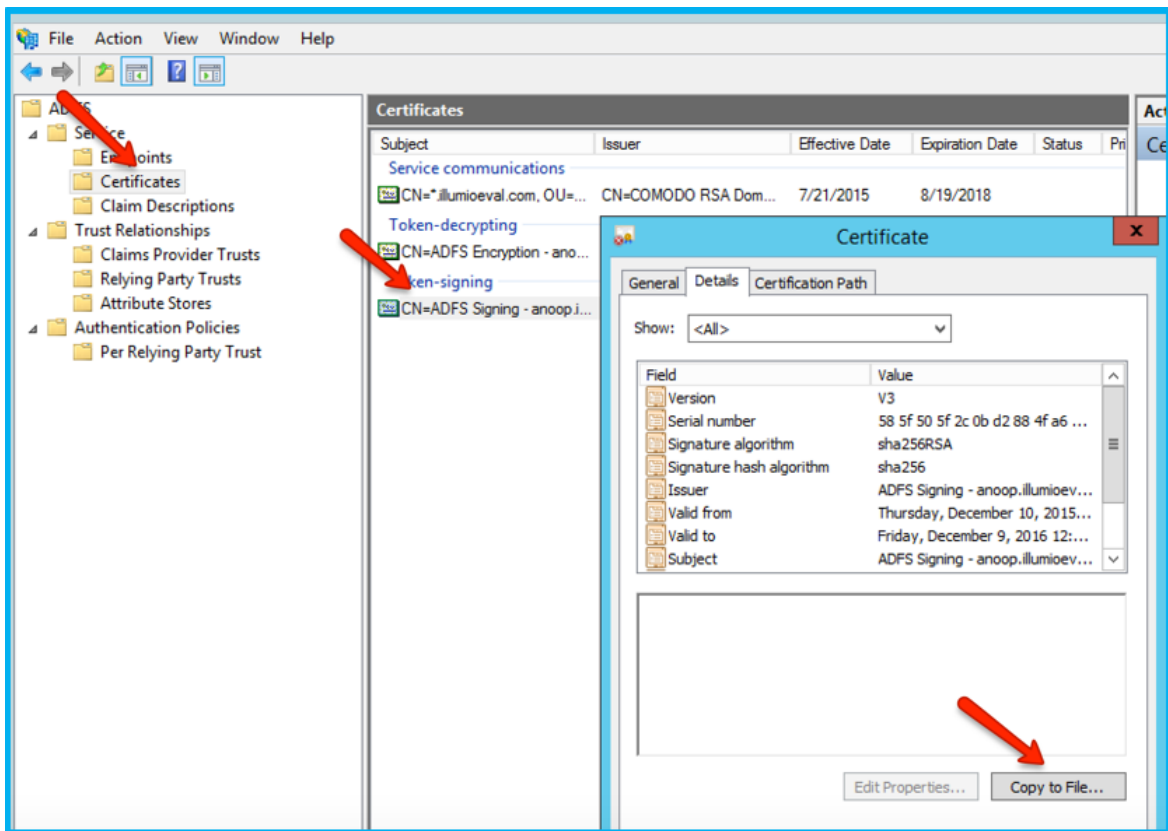 File Action View Window Help
ADFS
Service
Endpoints
Certificates
Claim Descriptions
Trust Relationships
Claims Provider Trusts
Relying Party Trusts
Attribute Stores
Authentication Policies
Per Relying Party Trust
Certificates
Subject Issuer Effective Date Expiration Date Status Pri
Service communications
CN=*.illumioeval.com, OU=... CN=COMODO RSA Dom... 7/21/2015 8/19/2018
Token-decrypting
CN=ADFS Encryption - ano...
ken-signing
CN=ADFS Signing - anoop.i...
Act
Ce
Certificate
x
General Details Certification Path
Show: <All>
Field Value
Version V3
Serial number 58 5f 50 5f 2c 0b d2 88 4f a6 ...
Signature algorithm sha256RSA
Signature hash algorithm sha256
Issuer ADFS Signing - anoop.illumioev...
Valid from Thursday, December 10, 2015...
Valid to Friday, December 9, 2016 12:...
Subject ADFS Signing - anoop.illumioev...
Edit Properties... Copy to File...